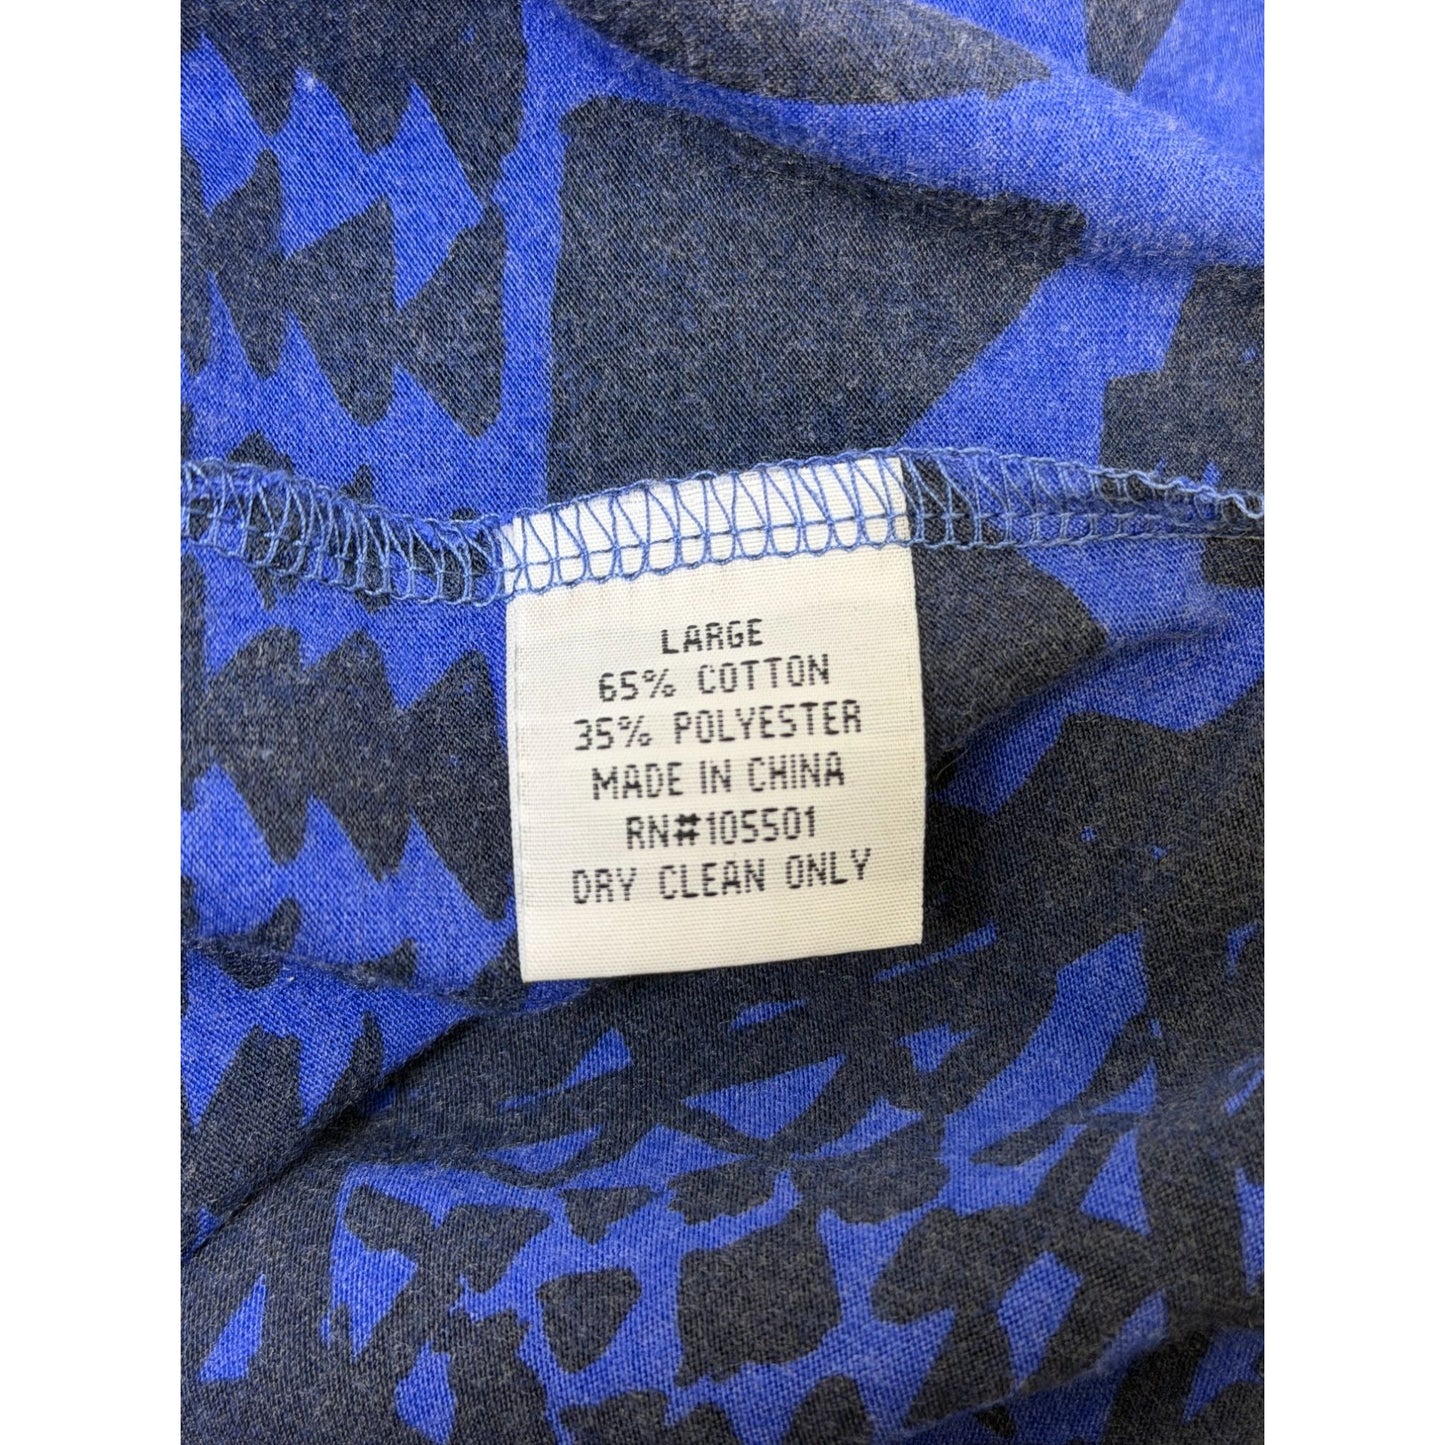 LARGE
65% COTTON
35% POLYESTER
MADE IN CHINA
RN#105501
DRY CLEAN ONLY